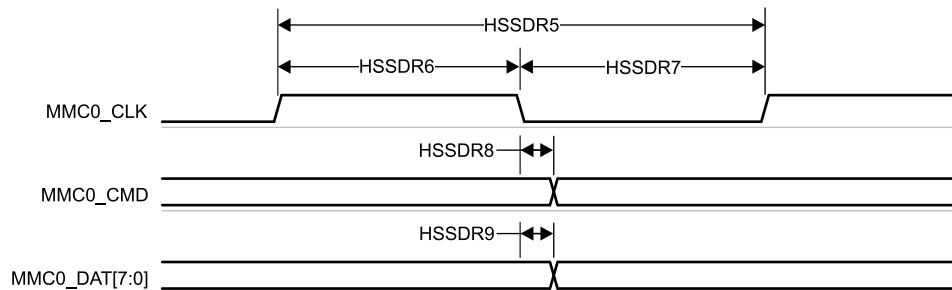 HSSDR5
HSSDR6 HSSDR7
MMC0_CLK
HSSDR8
MMC0_CMD
HSSDR9
MMC0_DAT[7:0]